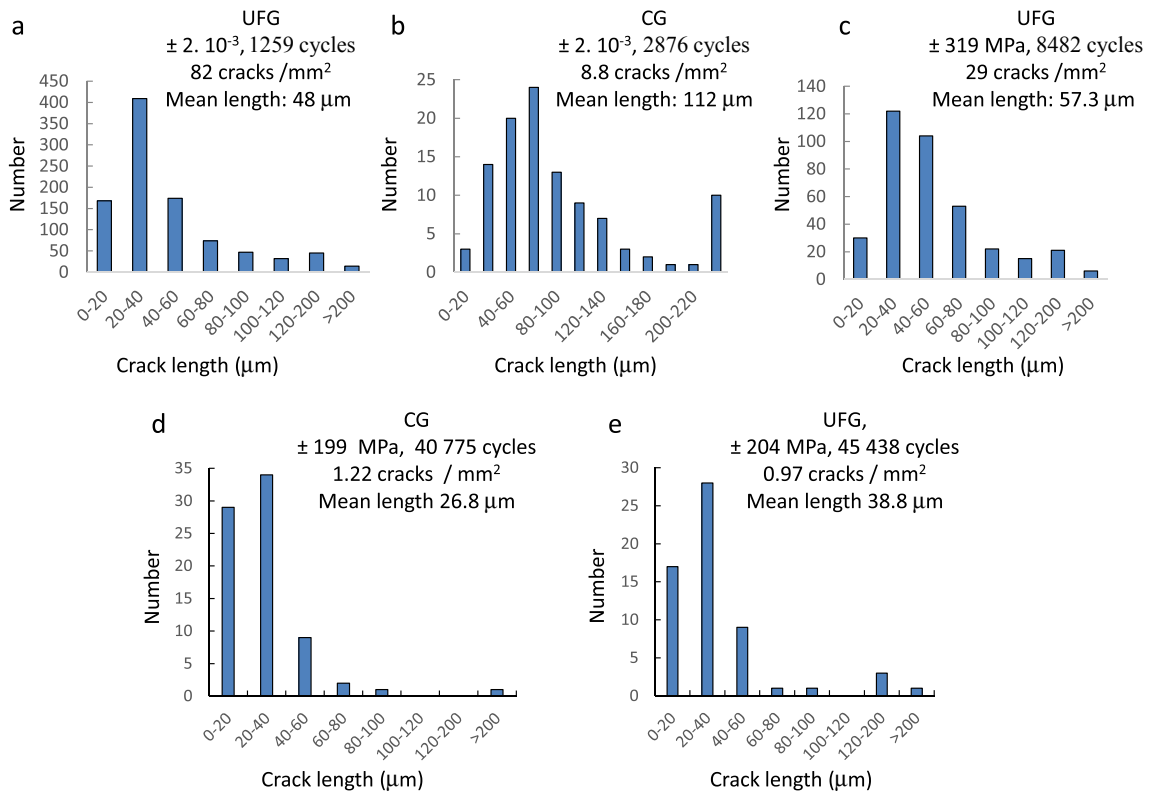 a
UFG
± 2. 10-3, 1259 cycles
82 cracks /mm2
Mean length: 48 μm
450
400
350
300
250
200
150
100
50
0
Number
0-20
20-40
40-60
60-80
80-100
100-120
120-200
>200
Crack length (μm)
b
CG
± 2. 10-3, 2876 cycles
8.8 cracks /mm2
Mean length: 112 μm
25
20
15
10
5
0
Number
0-20
40-60
80-100
120-140
160-180
200-220
Crack length (μm)
c
UFG
± 319 MPa, 8482 cycles
29 cracks /mm2
Mean length: 57.3 μm
140
120
100
80
60
40
20
0
Number
0-20
20-40
40-60
60-80
80-100
100-120
120-200
>200
Crack length (μm)
d
CG
± 199 MPa, 40 775 cycles
1.22 cracks / mm2
Mean length 26.8 μm
35
30
25
20
15
10
5
0
Number
0-20
20-40
40-60
60-80
80-100
100-120
120-200
>200
Crack length (μm)
e
UFG,
± 204 MPa, 45 438 cycles
0.97 cracks / mm2
Mean length 38.8 μm
30
25
20
15
10
5
0
Number
0-20
20-40
40-60
60-80
80-100
100-120
120-200
>200
Crack length (μm)